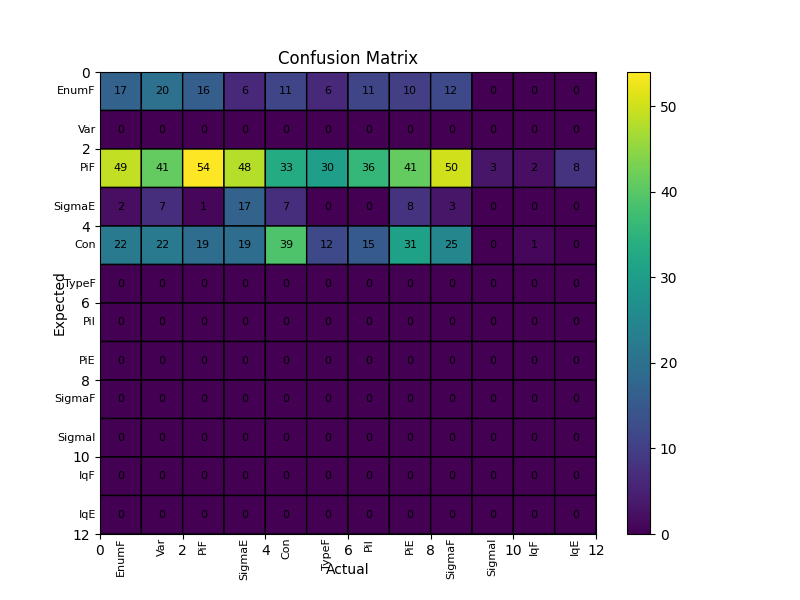 Confusion Matrix
0
EnumF 17 20 16 6 11 6 11 10 12 0 0 0
Var 0 0 0 0 0 0 0 0 0 0 0 0
2
PiF 49 41 54 48 33 30 36 41 50 3 2 8
SigmaE 2 7 1 17 7 0 0 8 3 0 0 0
4
Con 22 22 19 19 39 12 15 31 25 0 1 0
TypeF 0 0 0 0 0 0 0 0 0 0 0 0
6
PiI 0 0 0 0 0 0 0 0 0 0 0 0
PiE 0 0 0 0 0 0 0 0 0 0 0 0
8
SigmaF 0 0 0 0 0 0 0 0 0 0 0 0
SigmaI 0 0 0 0 0 0 0 0 0 0 0 0
10
IqF 0 0 0 0 0 0 0 0 0 0 0 0
IqE 0 0 0 0 0 0 0 0 0 0 0 0
12
Expected
0 2 4 6 8 10 12
EnumF Var PiF SigmaE Con TypeF PiI PiE SigmaF SigmaI IqF IqE
Actual
50
40
30
20
10
0